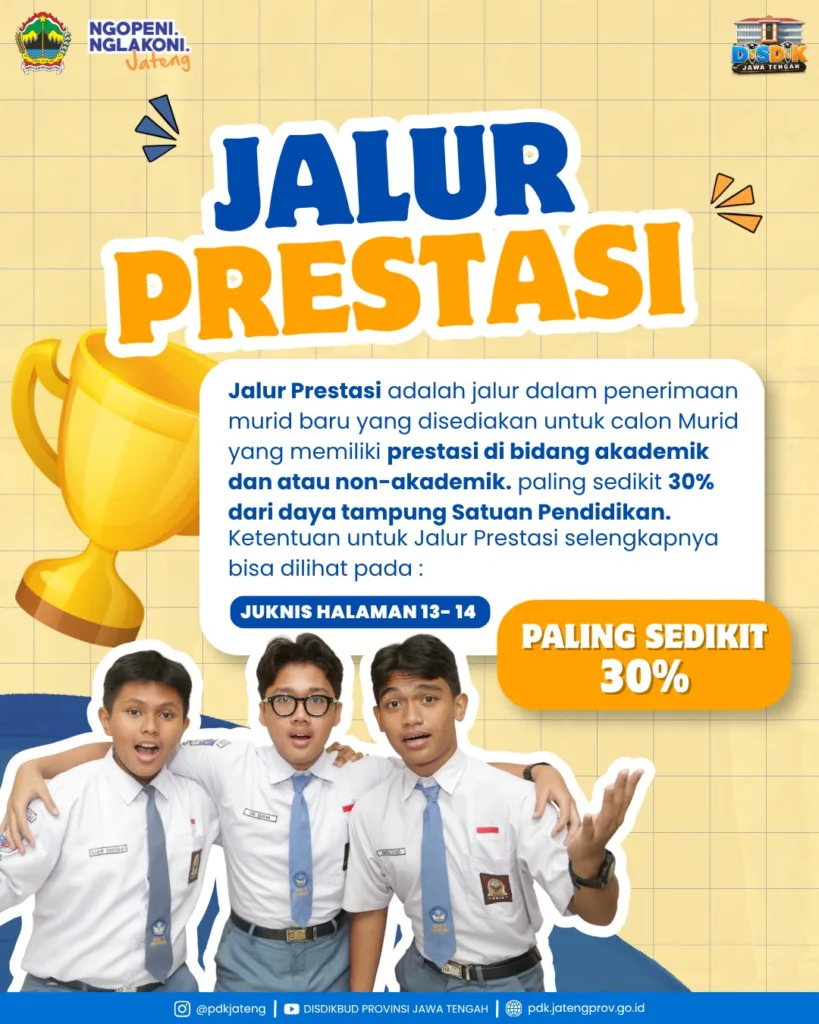 NGOPENI.
NGLAKONI.
Jateng
DISDIK
JAWA TENGAH
JALUR
PRESTASI
Jalur Prestasi adalah jalur dalam penerimaan
murid baru yang disediakan untuk calon Murid
yang memiliki prestasi di bidang akademik
dan atau non-akademik. paling sedikit 30%
dari daya tampung Satuan Pendidikan.
Ketentuan untuk Jalur Prestasi selengkapnya
bisa dilihat pada :
JUKNIS HALAMAN 13- 14
PALING SEDIKIT
30%
@pdkjateng | DISDIKBUD PROVINSI JAWA TENGAH | pdk.jatengprov.go.id